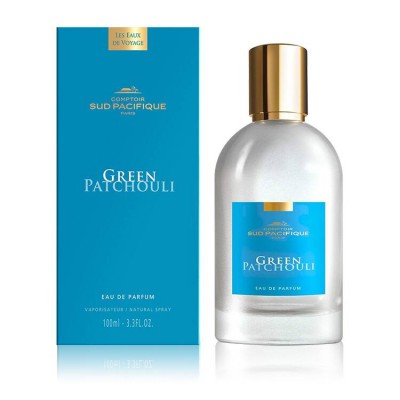 LES EAUX
DE VOYAGE
COMPTOIR
SUD PACIFIQUE
PARIS
GREEN
PATCHOULI
EAU DE PARFUM
VAPORISATEUR / NATURAL SPRAY
100ml - 3.3FL.OZ.
COMPTOIR
SUD PACIFIQUE
PARIS
GREEN
PATCHOULI
EAU DE PARFUM